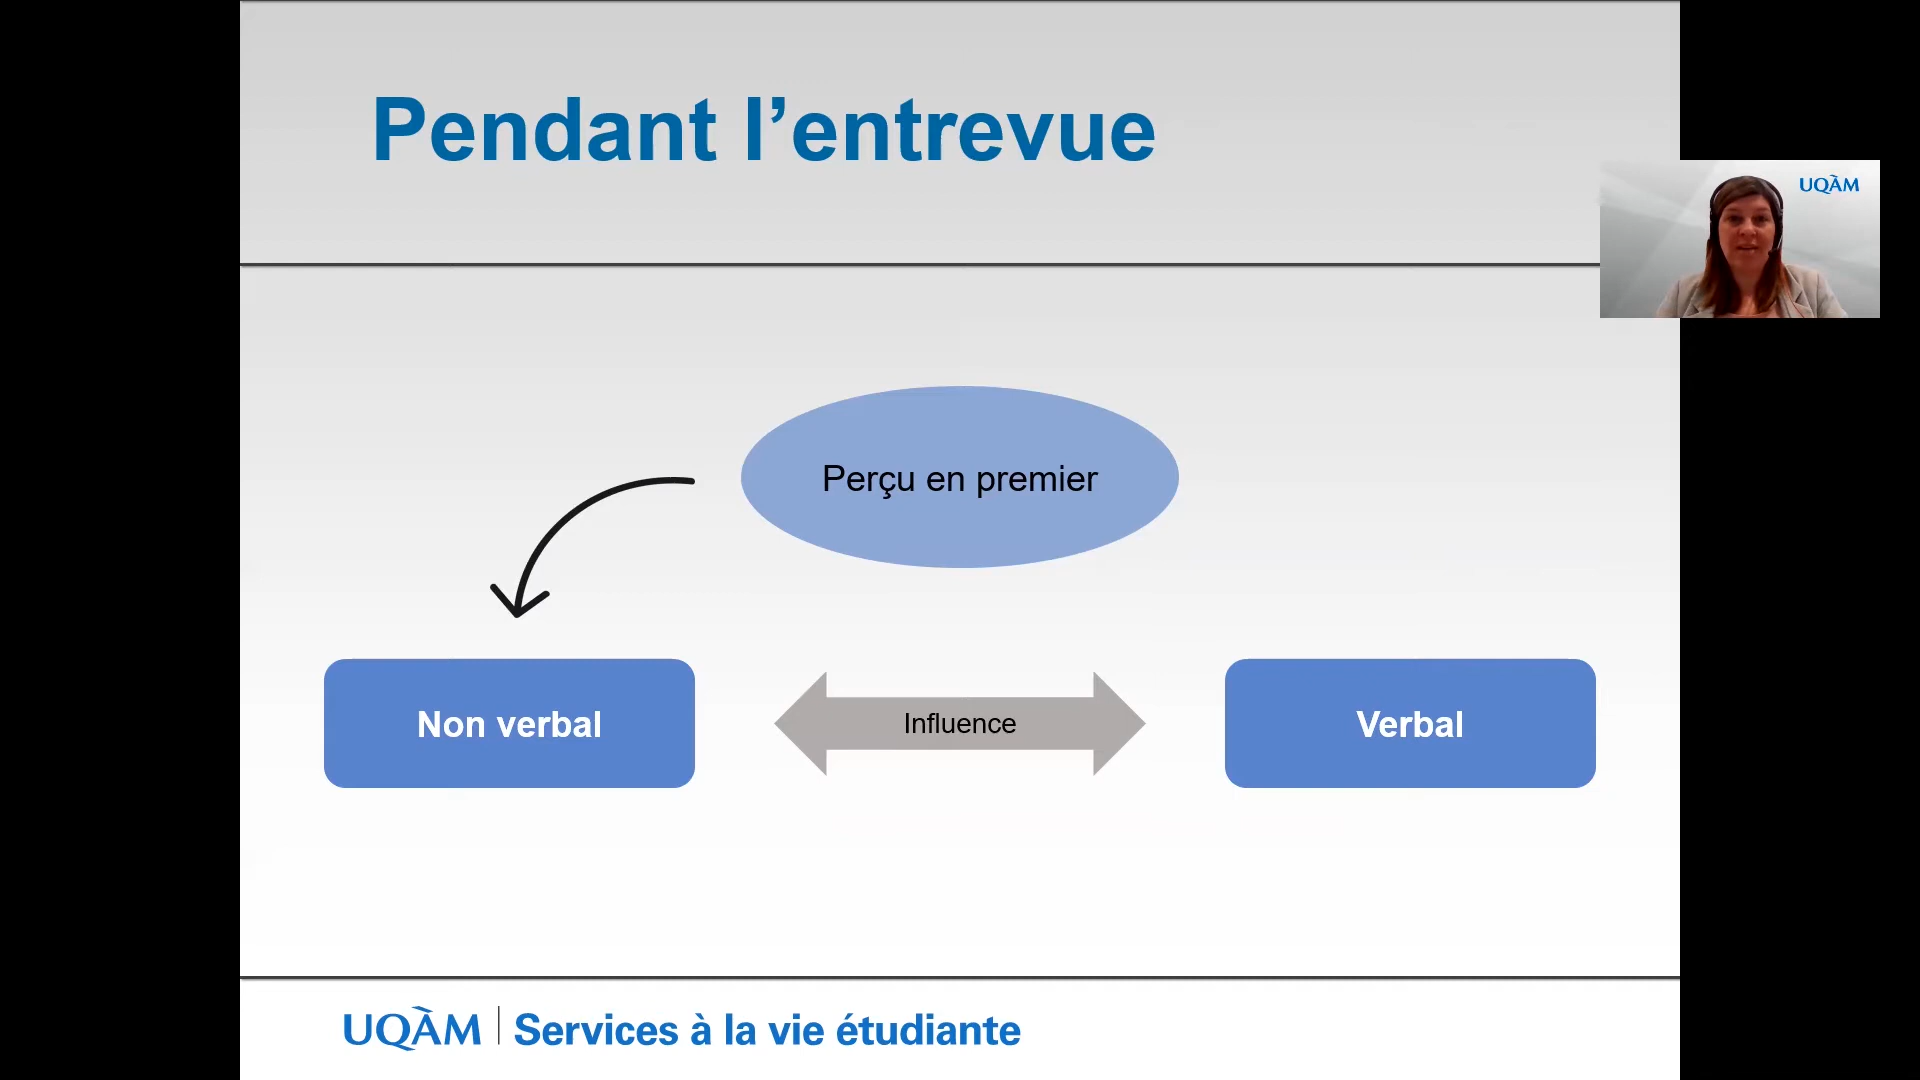 Pendant l’entrevue
UQÀM
Perçu en premier
Non verbal
Influence
Verbal
UQÀM | Services à la vie étudiante